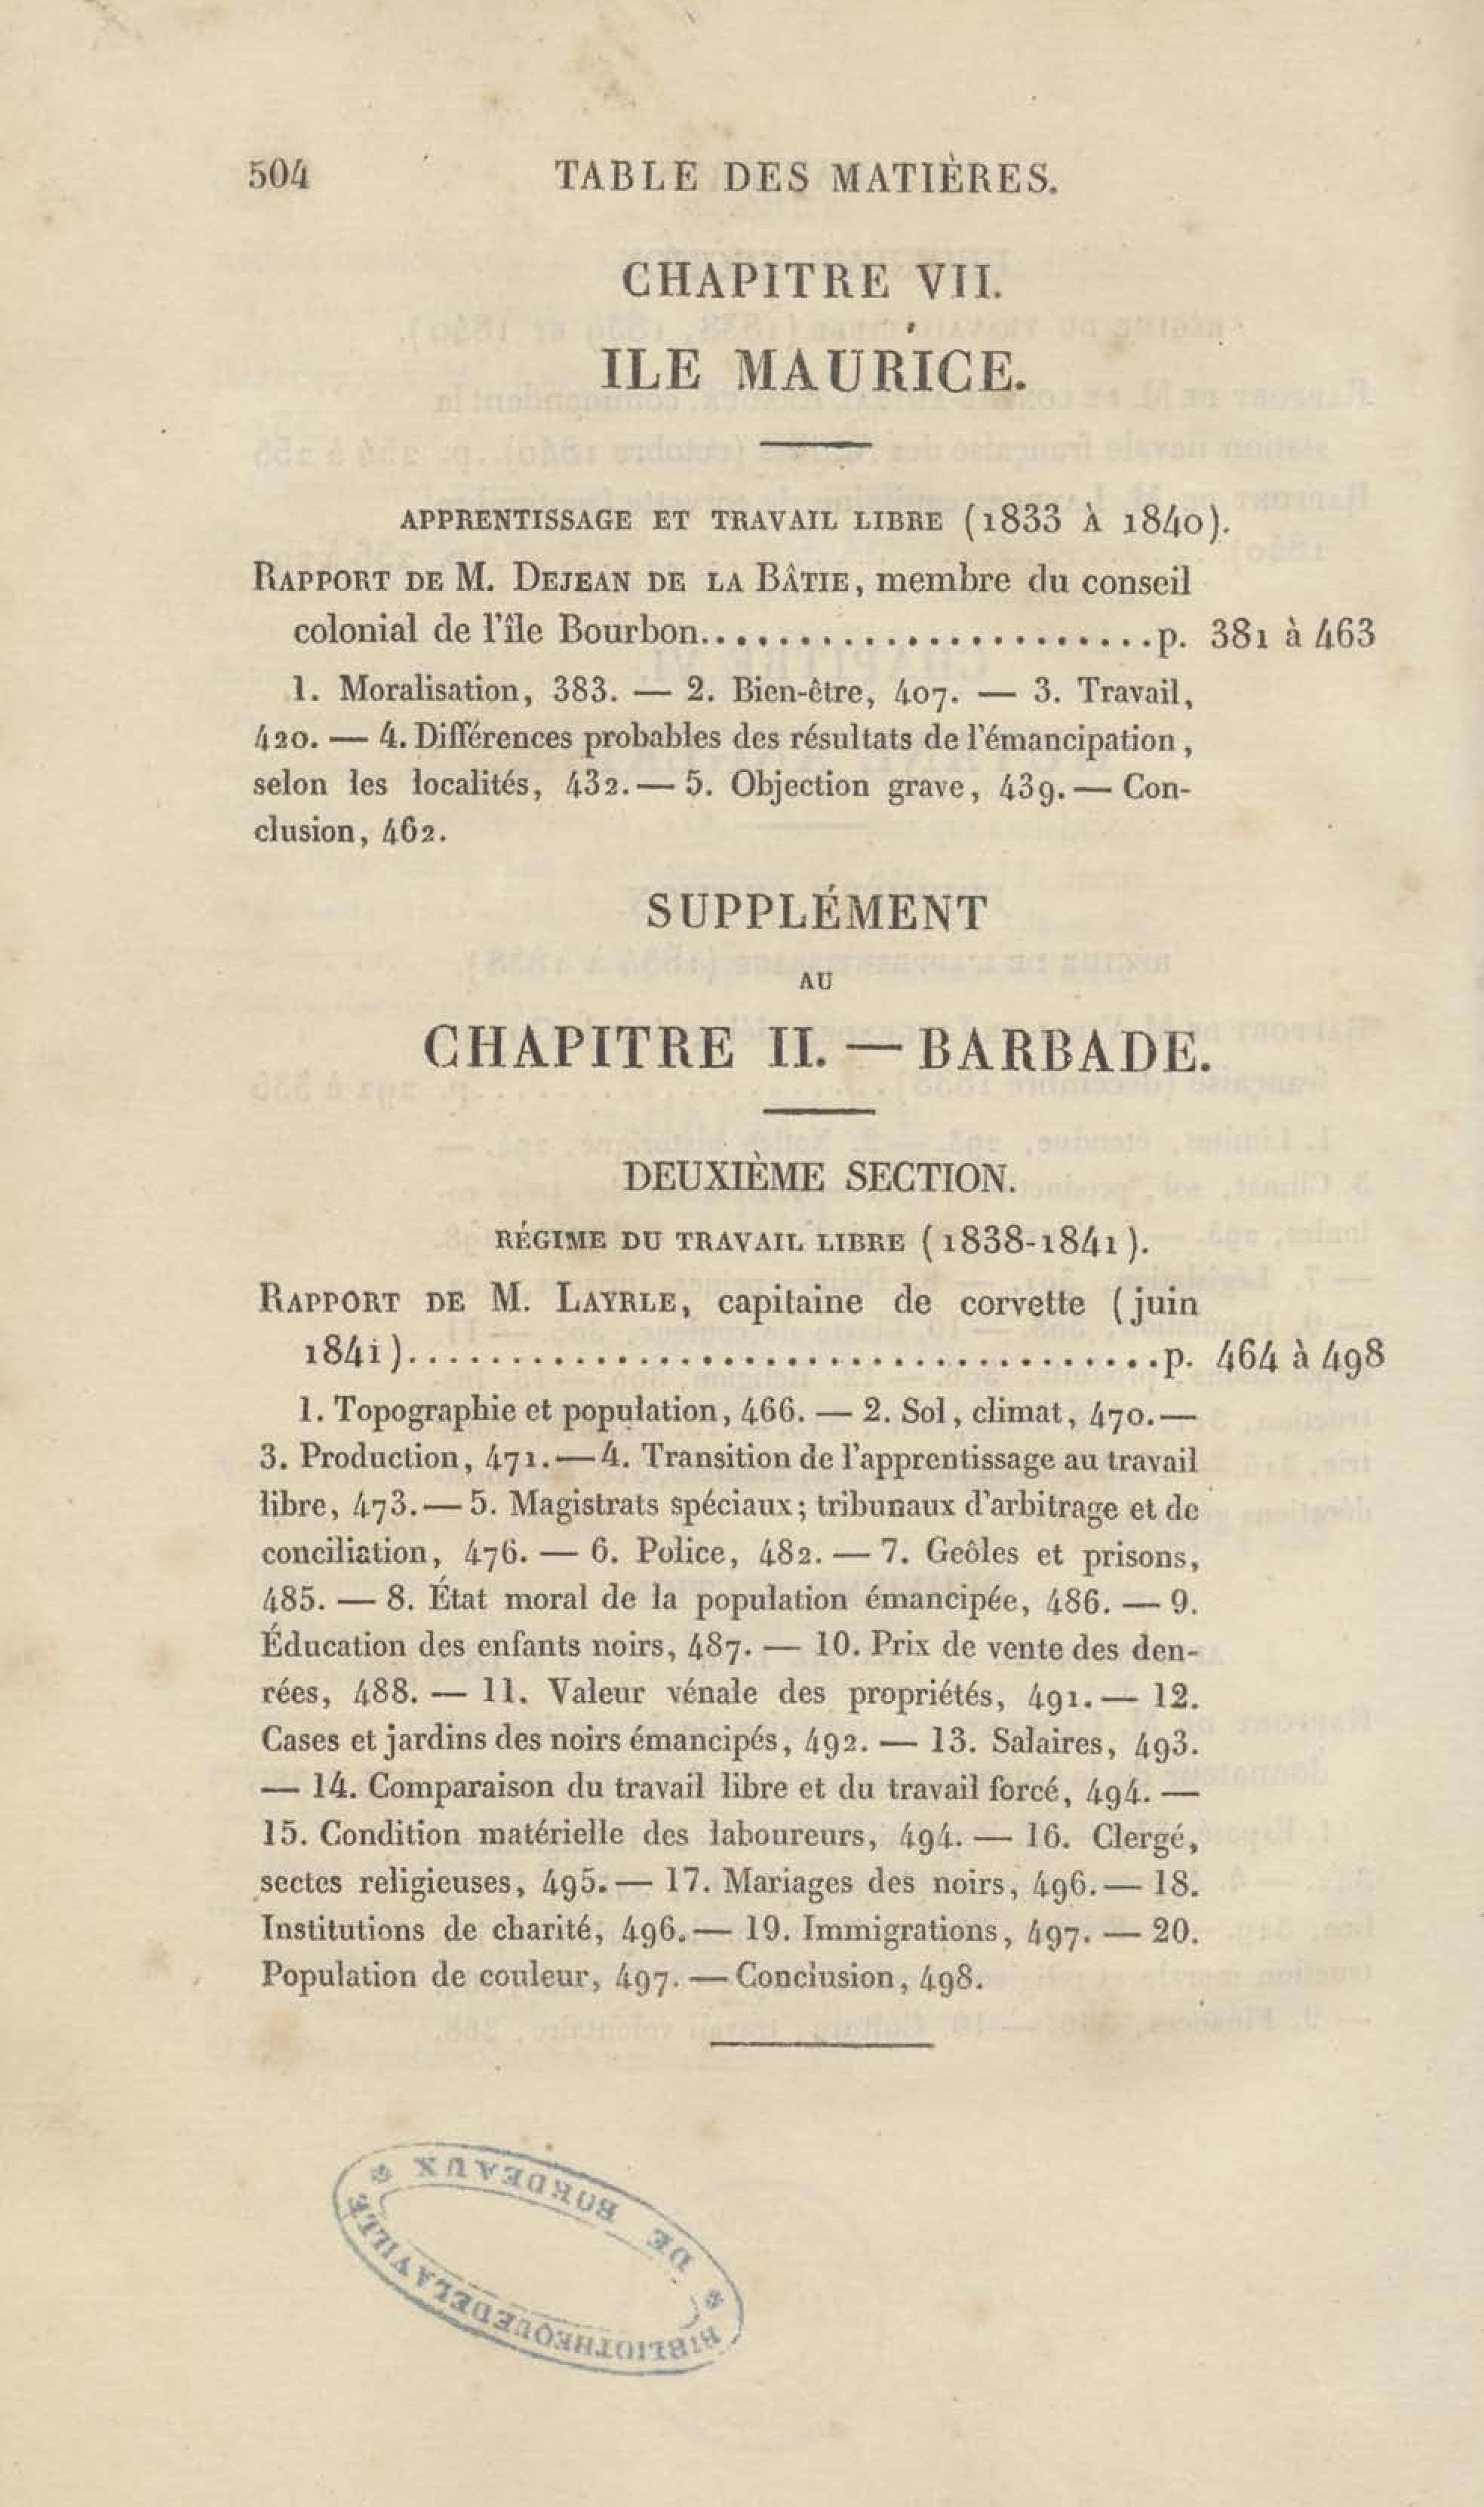 504 TABLE DES MATIÈRES.
CHAPITRE VII.
ILE MAURICE.
APPRENTISSAGE ET TRAVAIL LIBRE (1833 À 1840).
RAPPORT DE M. DEJEAN DE LA BÂTIE, membre du conseil
colonial de l'île Bourbon.......................p. 381 à 463
1. Moralisation, 383. — 2. Bien-être, 407. — 3. Travail,
420. — 4. Différences probables des résultats de l'émancipation,
selon les localités, 432. — 5. Objection grave, 439. — Con-
clusion, 462.
SUPPLÉMENT
AU
CHAPITRE II. — BARBADE.
DEUXIÈME SECTION.
RÉGIME DU TRAVAIL LIBRE (1838-1841).
RAPPORT DE M. LAYRLE, capitaine de corvette (juin
1841)....................................p. 464 à 498
1. Topographie et population, 466. — 2. Sol, climat, 470. —
3. Production, 471. — 4. Transition de l'apprentissage au travail
libre, 473. — 5. Magistrats spéciaux; tribunaux d'arbitrage et de
conciliation, 476. — 6. Police, 482. — 7. Geôles et prisons,
485. — 8. État moral de la population émancipée, 486. — 9.
Éducation des enfants noirs, 487. — 10. Prix de vente des den-
rées, 488. — 11. Valeur vénale des propriétés, 491. — 12.
Cases et jardins des noirs émancipés, 492. — 13. Salaires, 493.
— 14. Comparaison du travail libre et du travail forcé, 494. —
15. Condition matérielle des laboureurs, 494. — 16. Clergé,
sectes religieuses, 495. — 17. Mariages des noirs, 496. — 18.
Institutions de charité, 496. — 19. Immigrations, 497. — 20.
Population de couleur, 497. — Conclusion, 498.
BIBLIOTHEQUE DE LA VILLE
* DE BORDEAUX *